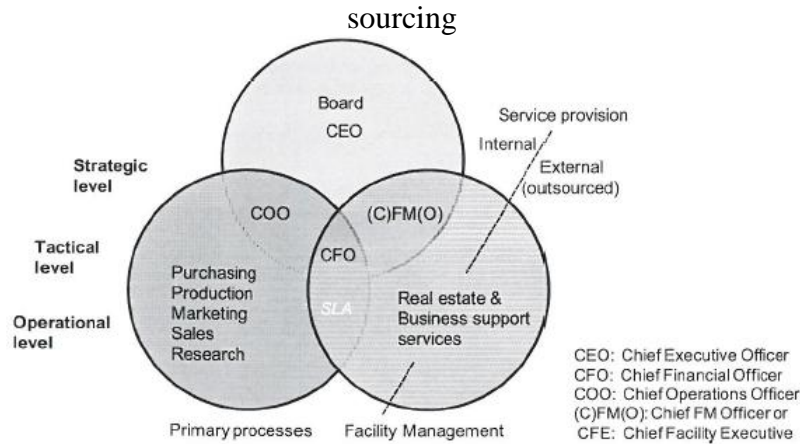 sourcing
Board
CEO
Service provision
Internal
External
(outsourced)
Strategic
level
COO
(C)FM(O)
Tactical
level
CFO
Purchasing
Production
Marketing
Sales
Research
SLA
Real estate &
Business support
services
Operational
level
CEO: Chief Executive Officer
CFO: Chief Financial Officer
COO: Chief Operations Officer
(C)FM(O): Chief FM Officer or
CFE: Chief Facility Executive
Primary processes
Facility Management